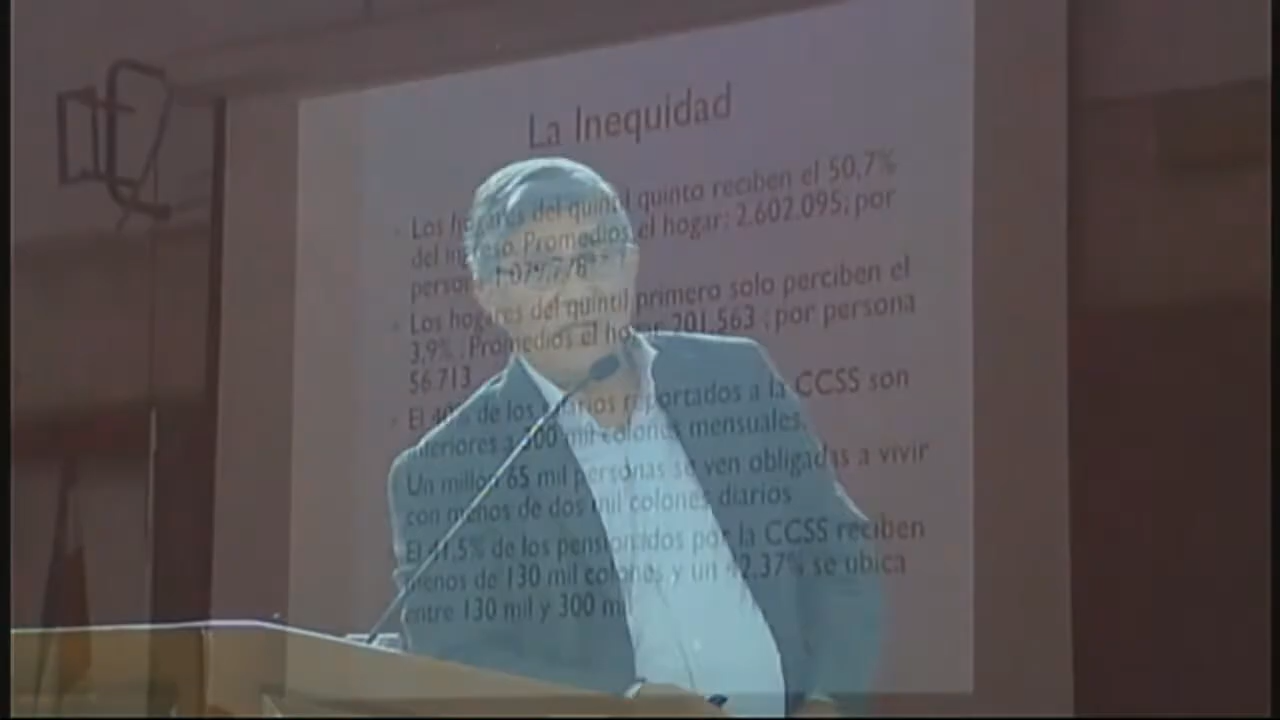 La Inequidad
Los hogares del quintil quinto reciben el 50,7%
del ingreso. Promedios el hogar: 2.602.095; por
persona
Los hogares del quintil primero solo perciben el
3,9% . Promedios el hogar 201.563 ; por persona
56.713
El 40% de los salarios reportados a la CCSS son
inferiores a 300 mil colones mensuales.
Un millon 65 mil personas se ven obligadas a vivir
con menos de dos mil colones diarios
El 41.5% de los pensionados por la CCSS reciben
menos de 130 mil colones y un 42.37% se ubica
entre 130 mil y 300 mil